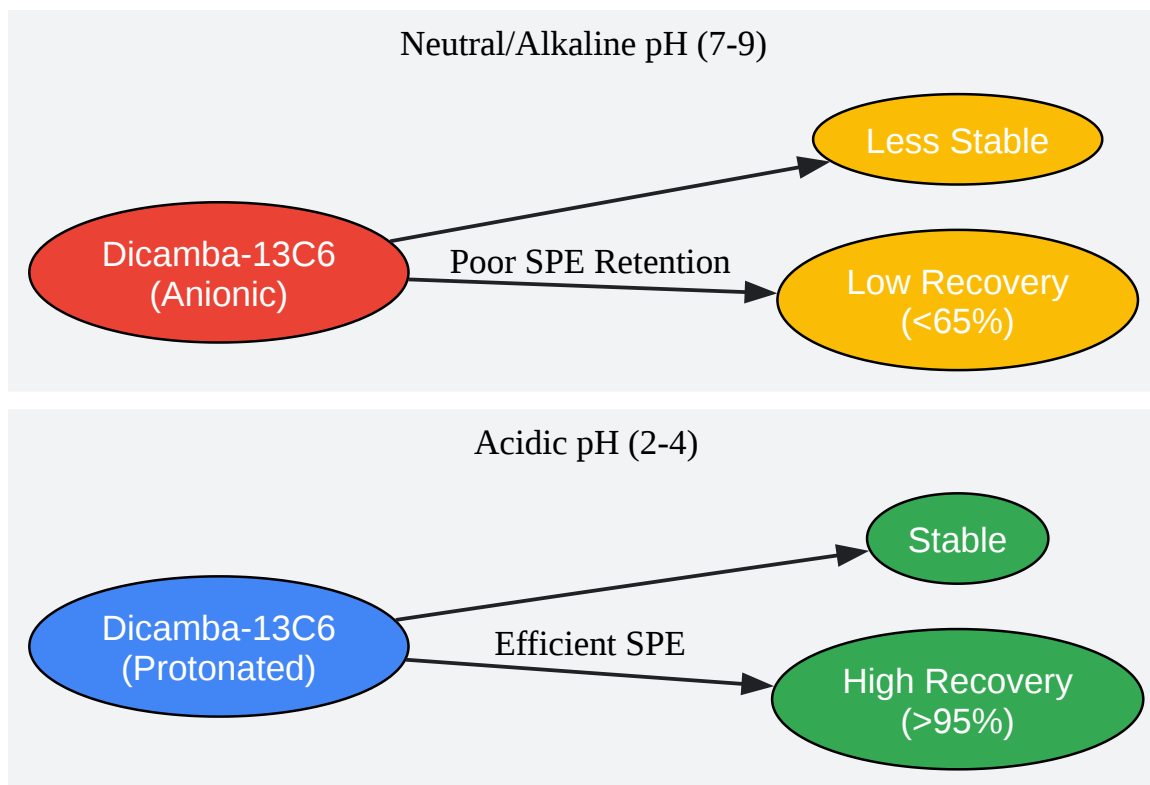 Neutral/Alkaline pH (7-9)
Less Stable
Dicamba-13C6
(Anionic)
Poor SPE Retention
Low Recovery
(<65%)
Acidic pH (2-4)
Stable
Dicamba-13C6
(Protonated)
Efficient SPE
High Recovery
(>95%)